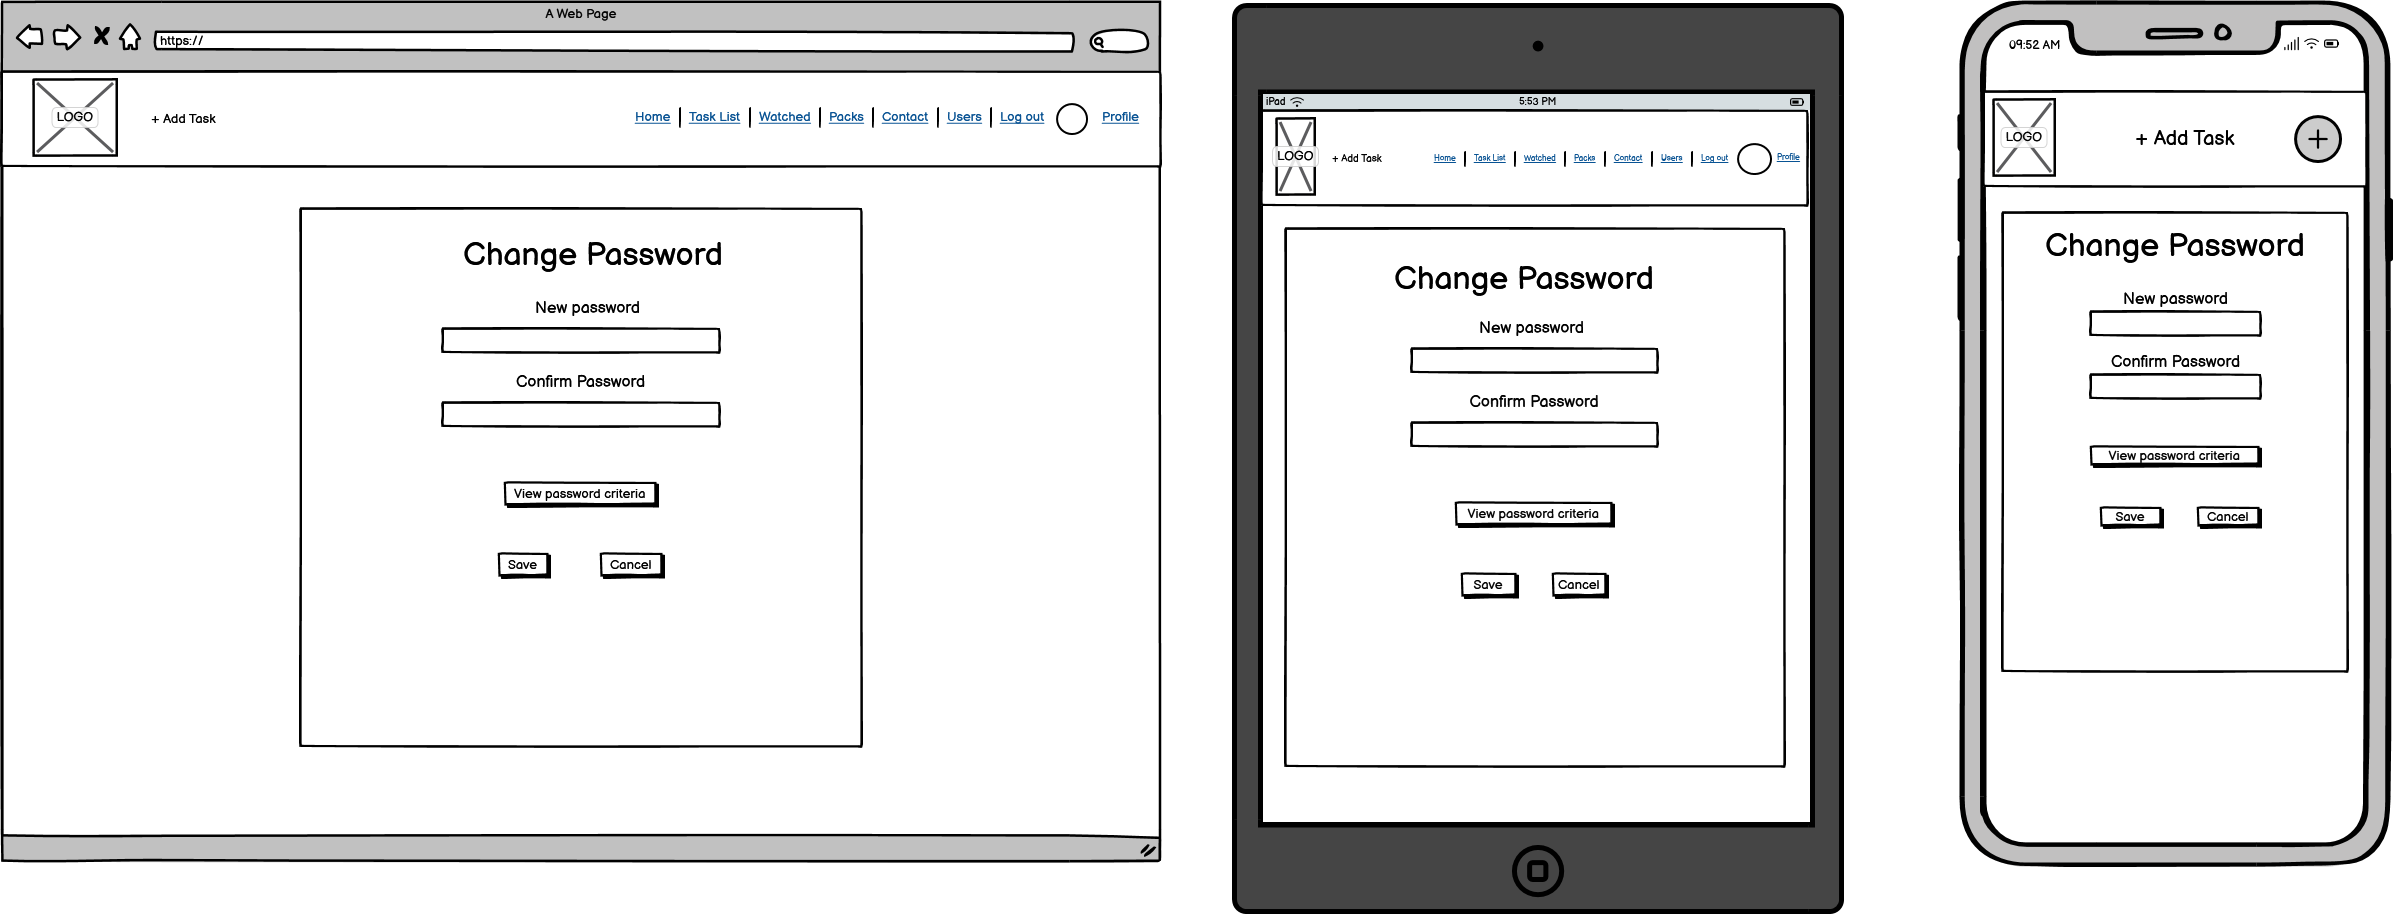 A Web Page
https://
LOGO
+ Add Task
Home
Task List
Watched
Packs
Contact
Users
Log out
Profile
Change Password
New password
Confirm Password
View password criteria
Save
Cancel
iPad
5:53 PM
LOGO
+ Add Task
Home
Task List
Watched
Packs
Contact
Users
Log out
Profile
Change Password
New password
Confirm Password
View password criteria
Save
Cancel
09:52 AM
LOGO
+ Add Task
Change Password
New password
Confirm Password
View password criteria
Save
Cancel